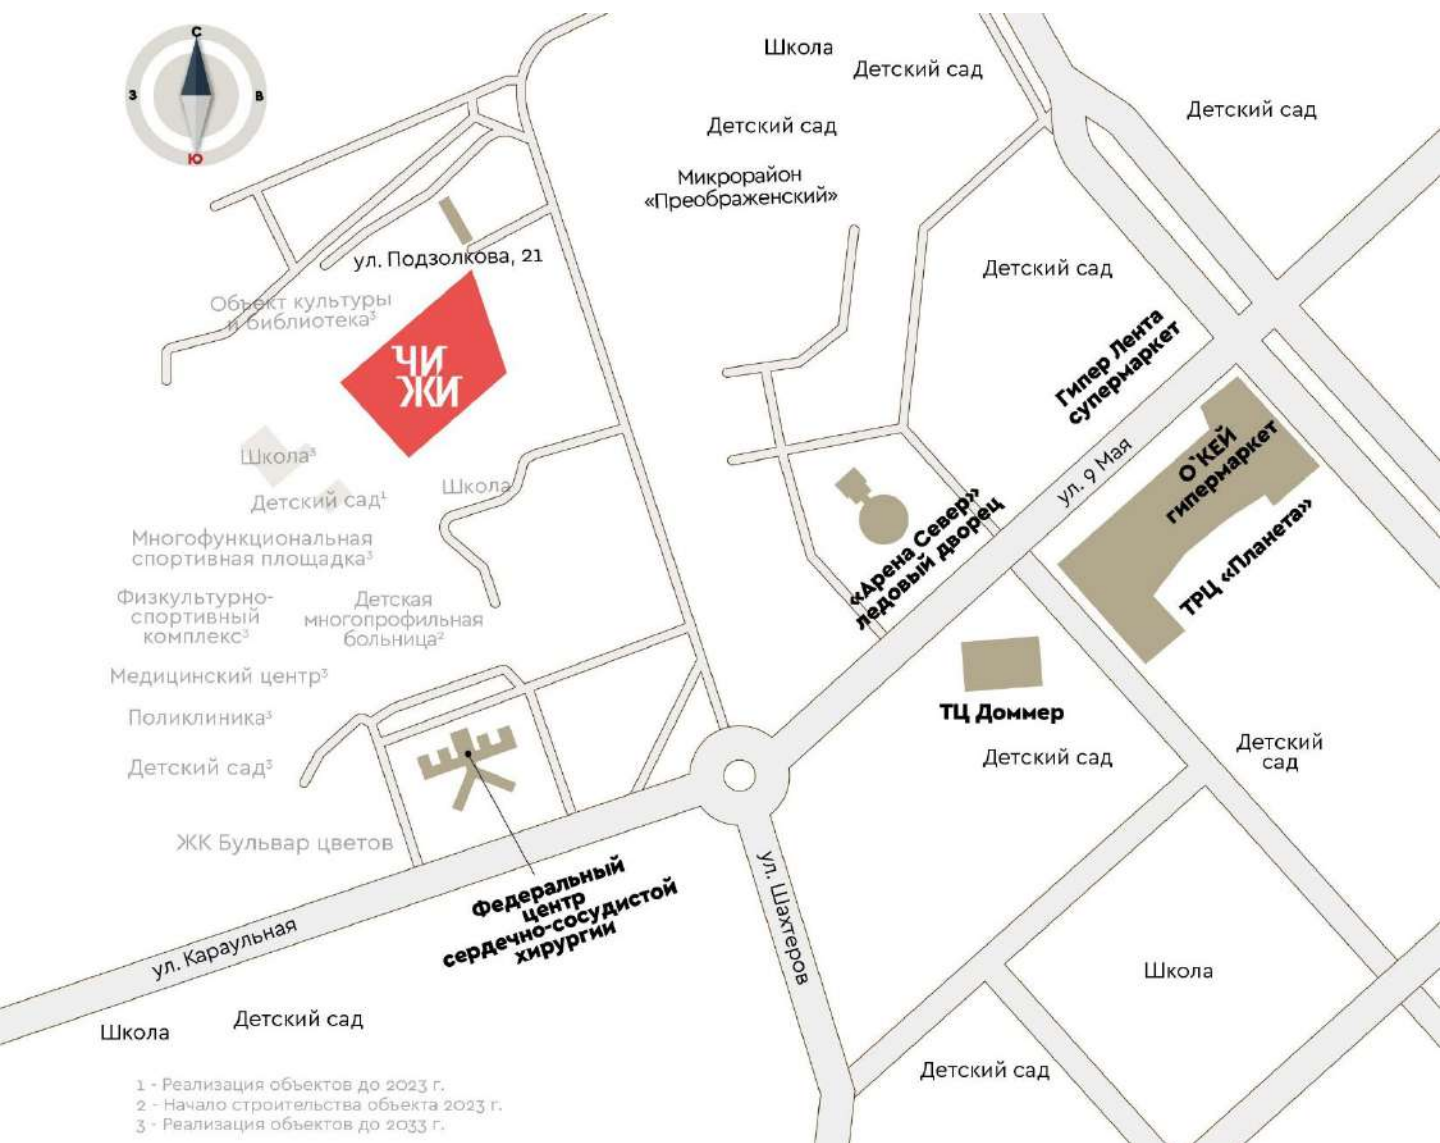 С
З
В
Ю
Школа
Детский сад
Детский сад
Детский сад
Микрорайон
«Преображенский»
ул. Подзолкова, 21
Детский сад
Объект культуры
и библиотека³
ЧИ
ЖИ
Гипер Лента
супермаркет
О`КЕЙ
гипермаркет
ул. 9 Мая
Школа³
Детский сад¹
Школа
«Арена Север»
ледовый дворец
ТРЦ «Планета»
Многофункциональная
спортивная площадка³
Физкультурно-
спортивный
комплекс³
Детская
многопрофильная
больница²
Медицинский центр³
Поликлиника³
Детский сад³
ТЦ Доммер
Детский сад
Детский
сад
ЖК Бульвар цветов
Федеральный
центр
сердечно-сосудистой
хирургии
ул. Шахтеров
ул. Караульная
Школа
Школа
Детский сад
Детский сад
1 - Реализация объектов до 2023 г.
2 - Начало строительства объекта 2023 г.
3 - Реализация объектов до 2033 г.